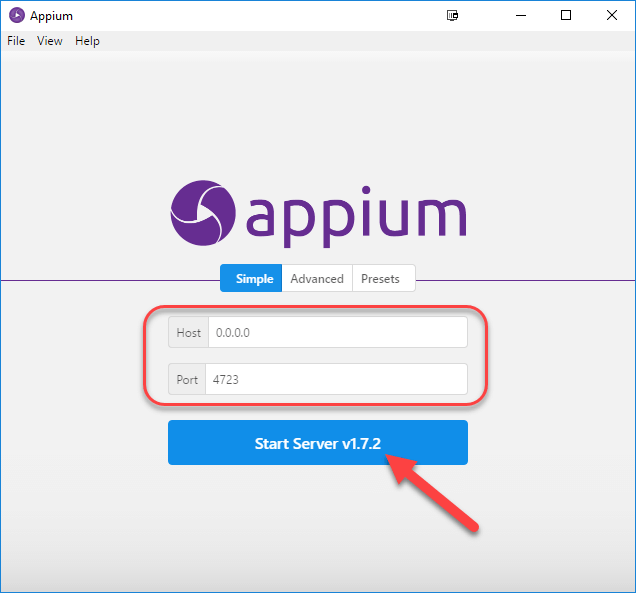 Appium
File View Help
appium
Simple Advanced Presets
Host 0.0.0.0
Port 4723
Start Server v1.7.2